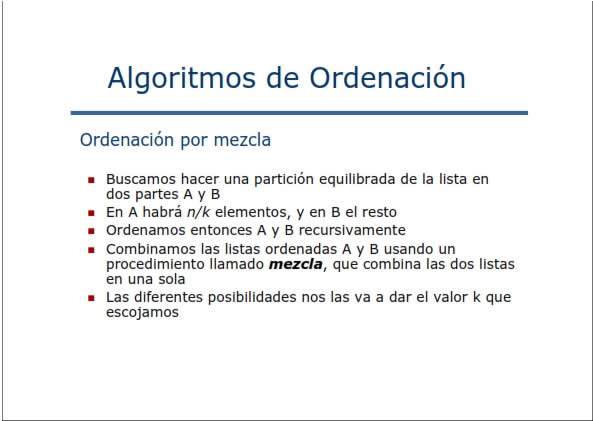 Algoritmos de Ordenación
Ordenación por mezcla
Buscamos hacer una partición equilibrada de la lista en
dos partes A y B
En A habrá n/k elementos, y en B el resto
Ordenamos entonces A y B recursivamente
Combinamos las listas ordenadas A y B usando un
procedimiento llamado mezcla, que combina las dos listas
en una sola
Las diferentes posibilidades nos las va a dar el valor k que
escojamos